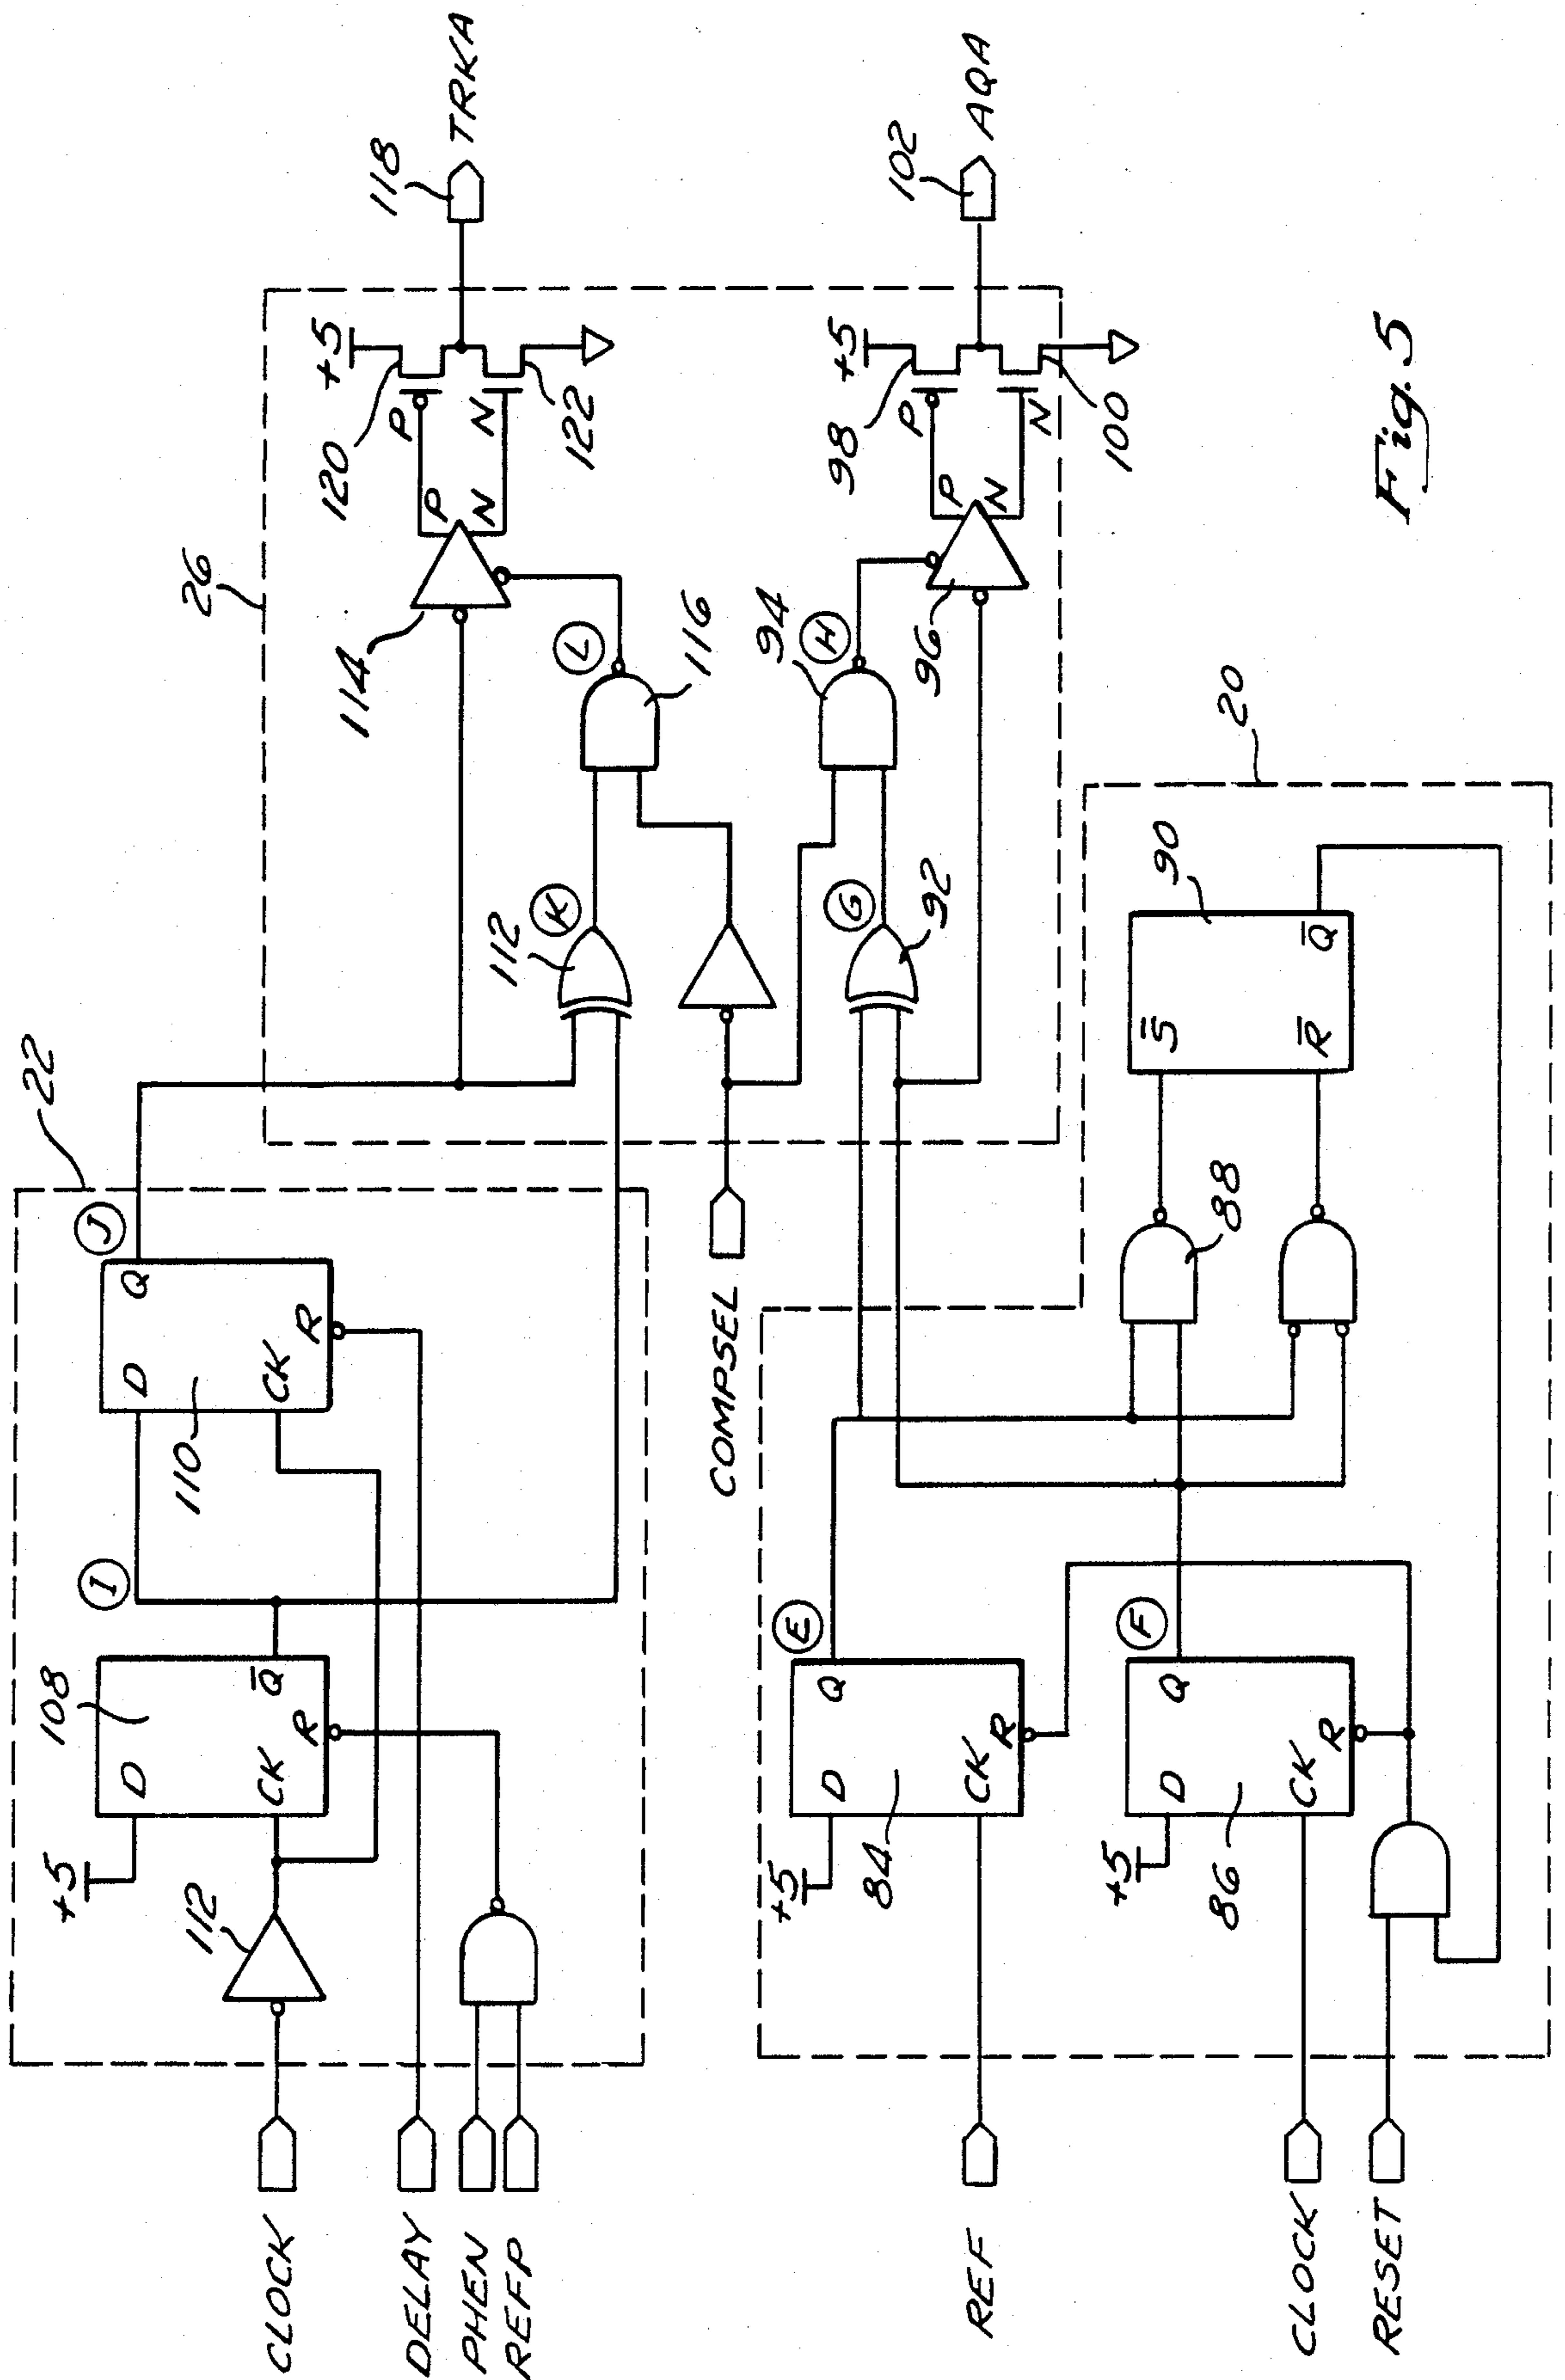 22
I
J
108
+5
D
Q̅
CK
R
112
110
D
Q
CK
R
CLOCK
DELAY
PHEN
REFP
26
114
P
N
120
+5
P
N
122
118
TRKA
112
K
L
116
COMPSEL
94
H
G
92
96
P
N
98
+5
P
N
100
102
AQA
20
E
+5
D
Q
84
CK
R
F
+5
D
Q
86
CK
R
88
90
S̅
R̅
Q̅
REF
CLOCK
RESET
Fig. 5